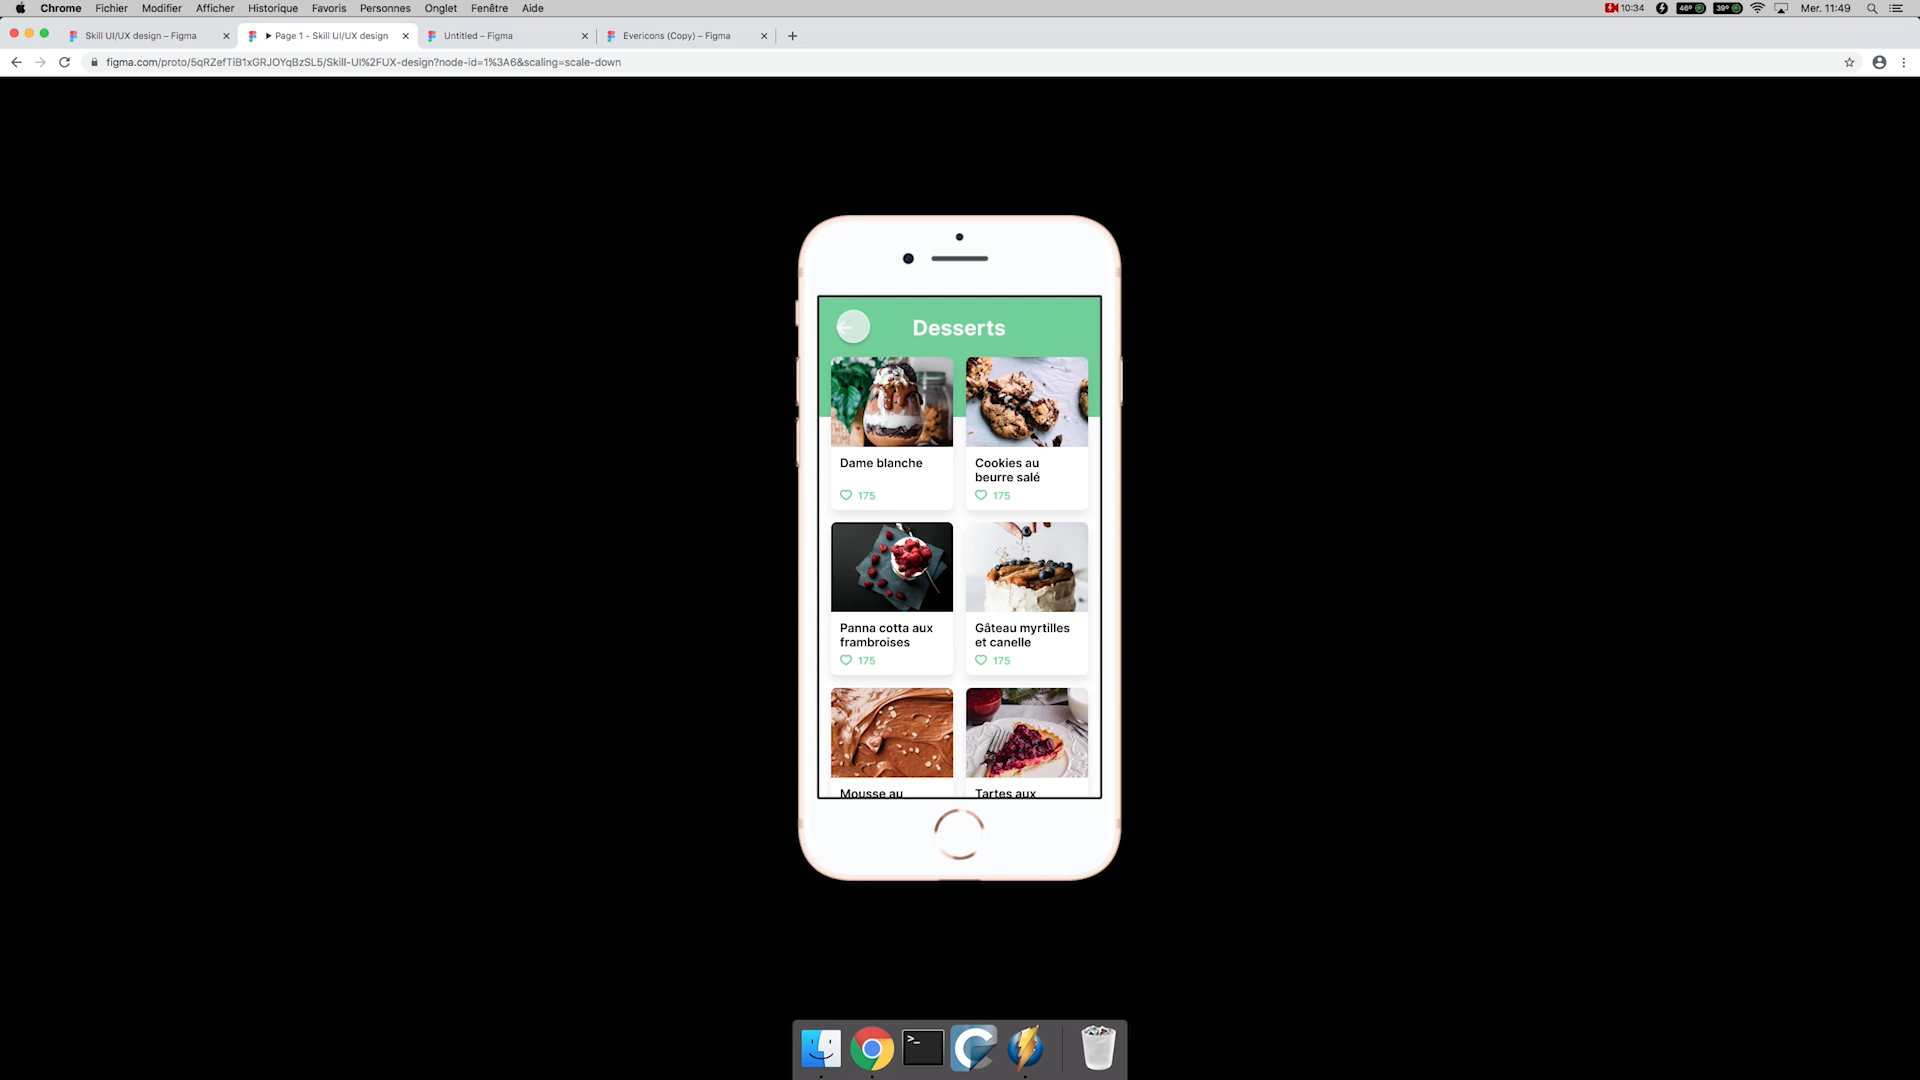 Chrome Fichier Modifier Afficher Historique Favoris Personnes Onglet Fenêtre Aide 10:34 46° 39° Mer. 11:49
Skill UI/UX design – Figma Page 1 - Skill UI/UX design Untitled – Figma Evericons (Copy) – Figma
figma.com/proto/5qRZefTiB1xGRJOYqBzSL5/Skill-UI%2FUX-design?node-id=1%3A6&scaling=scale-down
Desserts
Dame blanche
175
Cookies au
beurre salé
175
Panna cotta aux
frambroises
175
Gâteau myrtilles
et canelle
175
Mousse au
Tartes aux